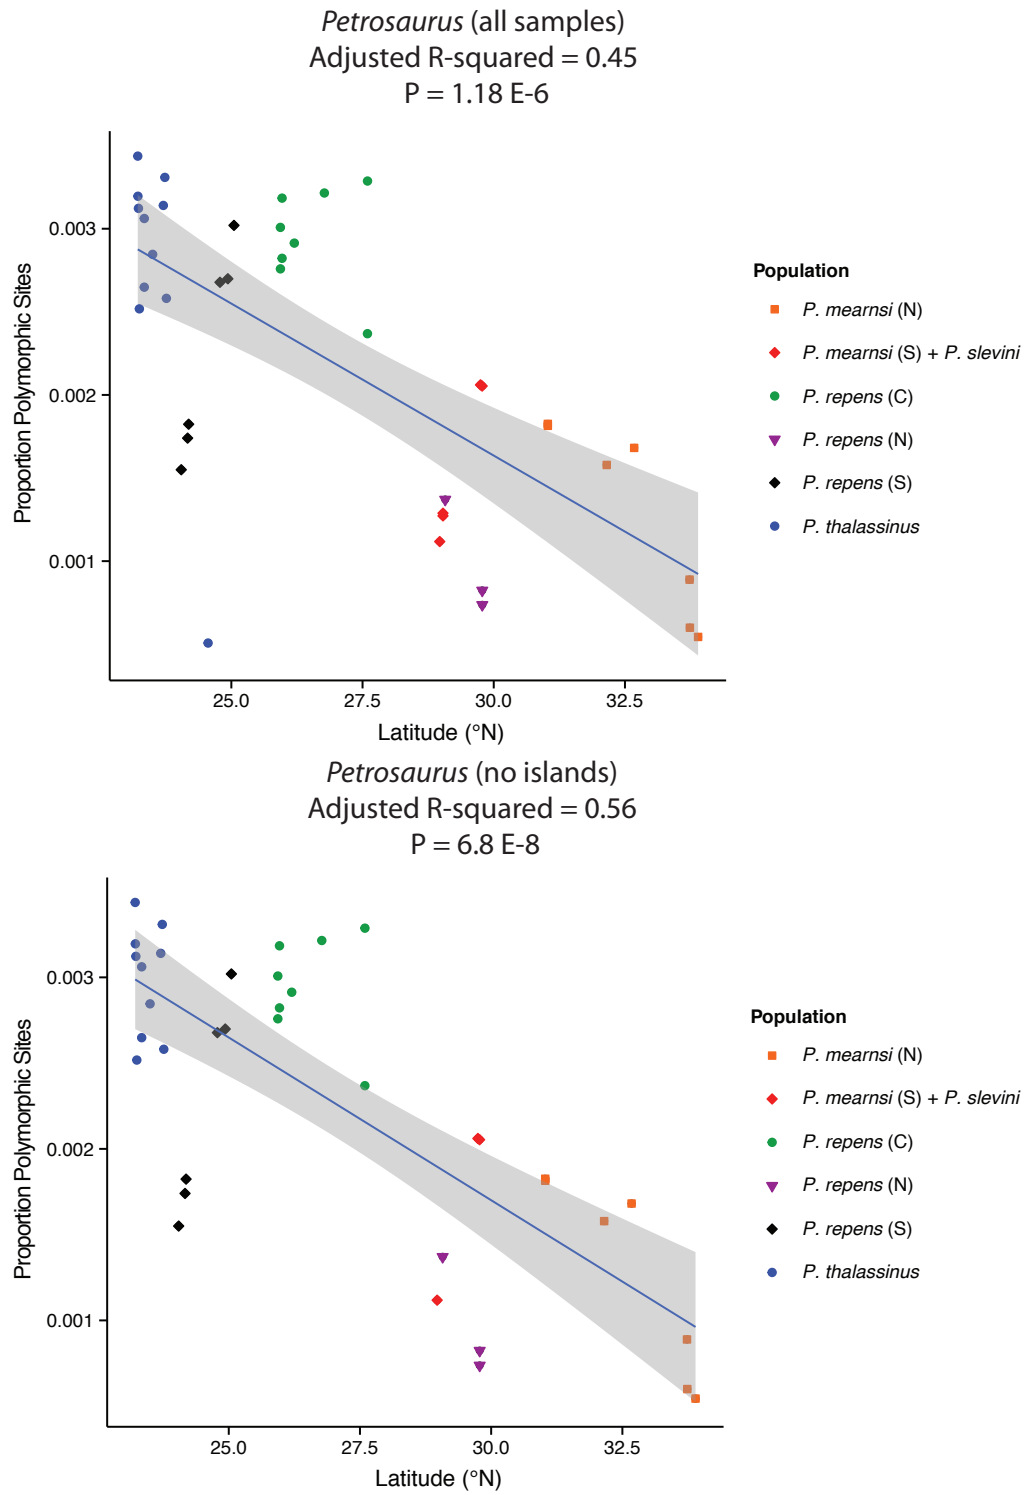 Petrosaurus (all samples)
Adjusted R-squared = 0.45
P = 1.18 E-6
Proportion Polymorphic Sites
0.003
0.002
0.001
25.0
27.5
30.0
32.5
Latitude (°N)
Population
P. mearnsi (N)
P. mearnsi (S) + P. slevini
P. repens (C)
P. repens (N)
P. repens (S)
P. thalassinus
Petrosaurus (no islands)
Adjusted R-squared = 0.56
P = 6.8 E-8
Proportion Polymorphic Sites
0.003
0.002
0.001
25.0
27.5
30.0
32.5
Latitude (°N)
Population
P. mearnsi (N)
P. mearnsi (S) + P. slevini
P. repens (C)
P. repens (N)
P. repens (S)
P. thalassinus